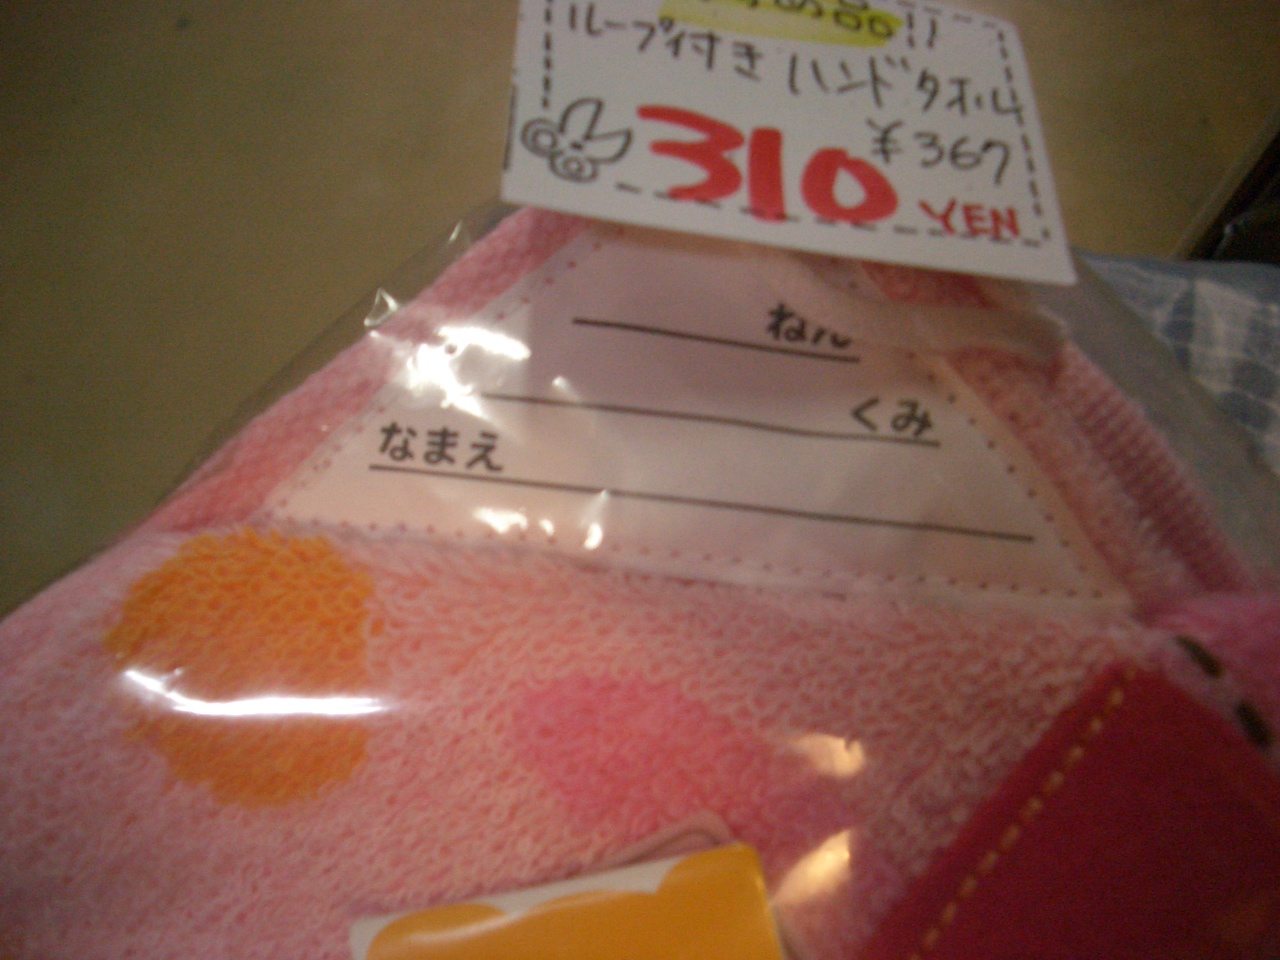 ループ付き ハンドタオル
¥367
310 YEN
ねん
くみ
なまえ